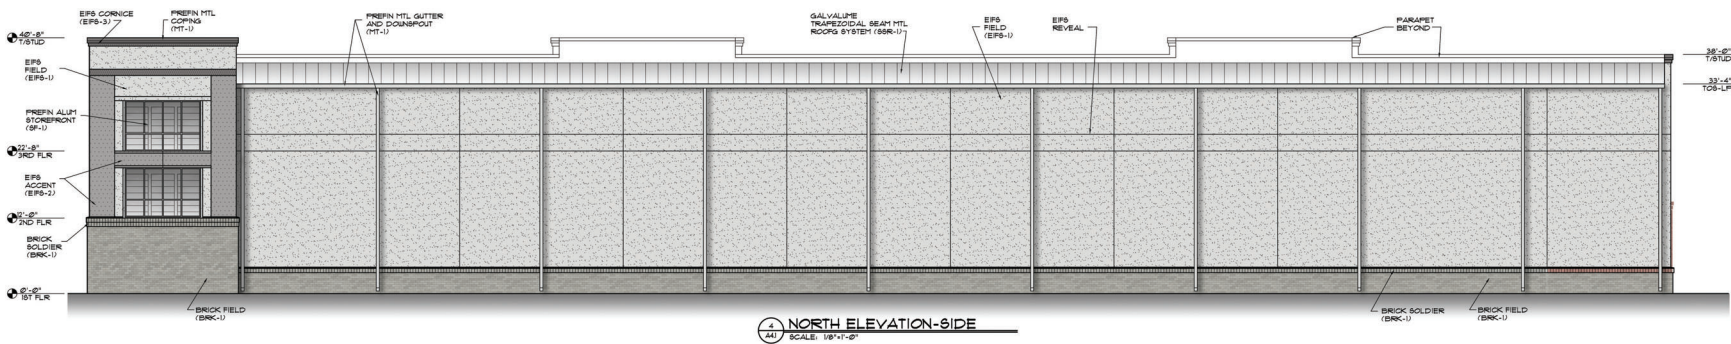 EIFS CORNICE
(EIFS-3)
PREFIN MTL
COPING
(MT-1)
PREFIN MTL GUTTER
AND DOWNSPOUT
(MT-1)
GALVALUME
TRAPEZOIDAL SEAM MTL
ROOFG SYSTEM (SSR-1)
EIFS
FIELD
(EIFS-1)
EIFS
REVEAL
PARAPET
BEYOND
40'-8"
T/STUD
38'-0"
T/STUD
EIFS
FIELD
(EIFS-1)
33'-4"
TOS-LP
PREFIN ALUM
STOREFRONT
(SF-1)
22'-8"
3RD FLR
EIFS
ACCENT
(EIFS-2)
12'-0"
2ND FLR
BRICK
SOLDIER
(BRK-1)
0'-0"
1ST FLR
BRICK FIELD
(BRK-1)
BRICK SOLDIER
(BRK-1)
BRICK FIELD
(BRK-1)
4
A4.1
NORTH ELEVATION-SIDE
SCALE: 1/8"=1'-0"